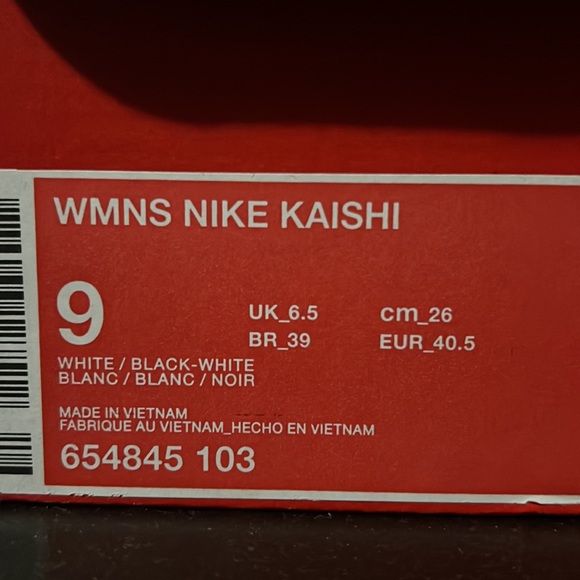 WMNS NIKE KAISHI
9
UK_6.5 cm_26
BR_39 EUR_40.5
WHITE / BLACK-WHITE
BLANC / BLANC / NOIR
MADE IN VIETNAM
FABRIQUE AU VIETNAM_HECHO EN VIETNAM
654845 103